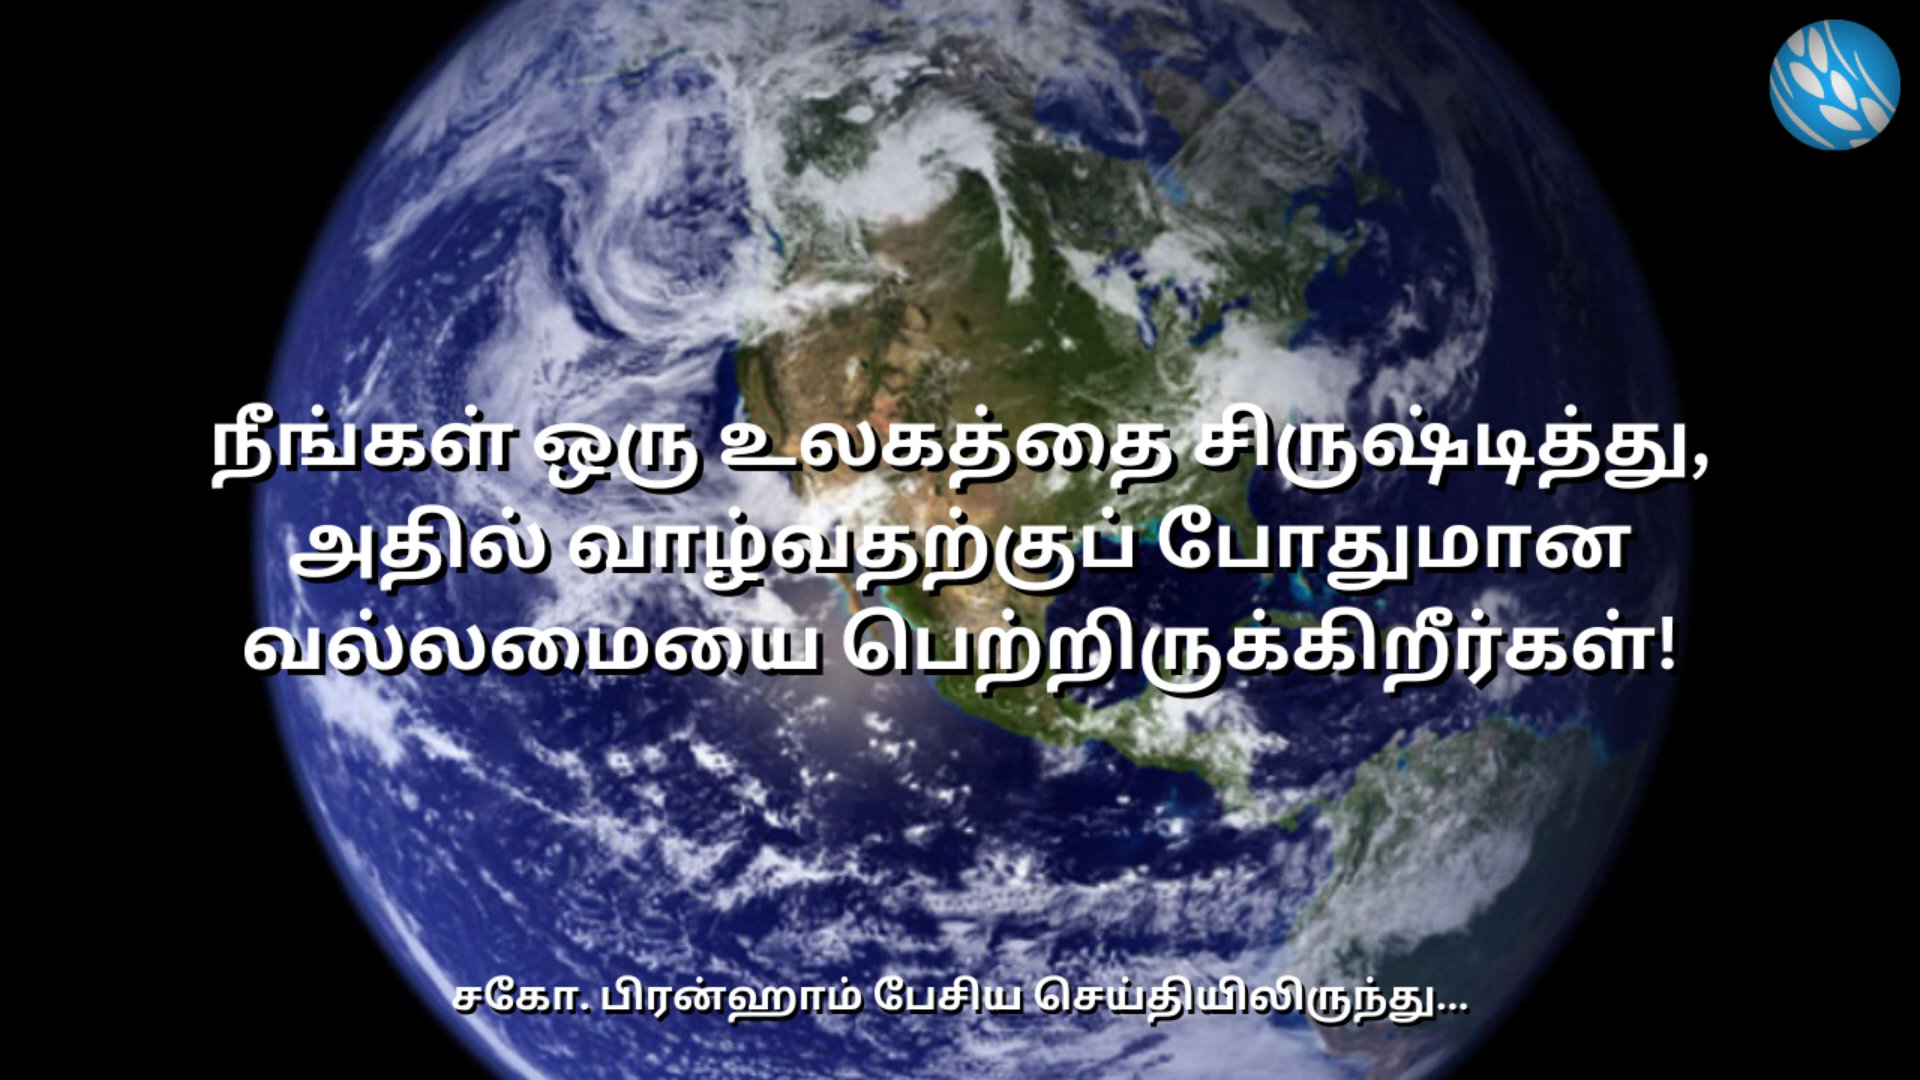 நீங்கள் ஒரு உலகத்தை சிருஷ்டித்து,
அதில் வாழ்வதற்குப் போதுமான
வல்லமையை பெற்றிருக்கிறீர்கள்!
சகோ. பிரன்ஹாம் பேசிய செய்தியிலிருந்து...